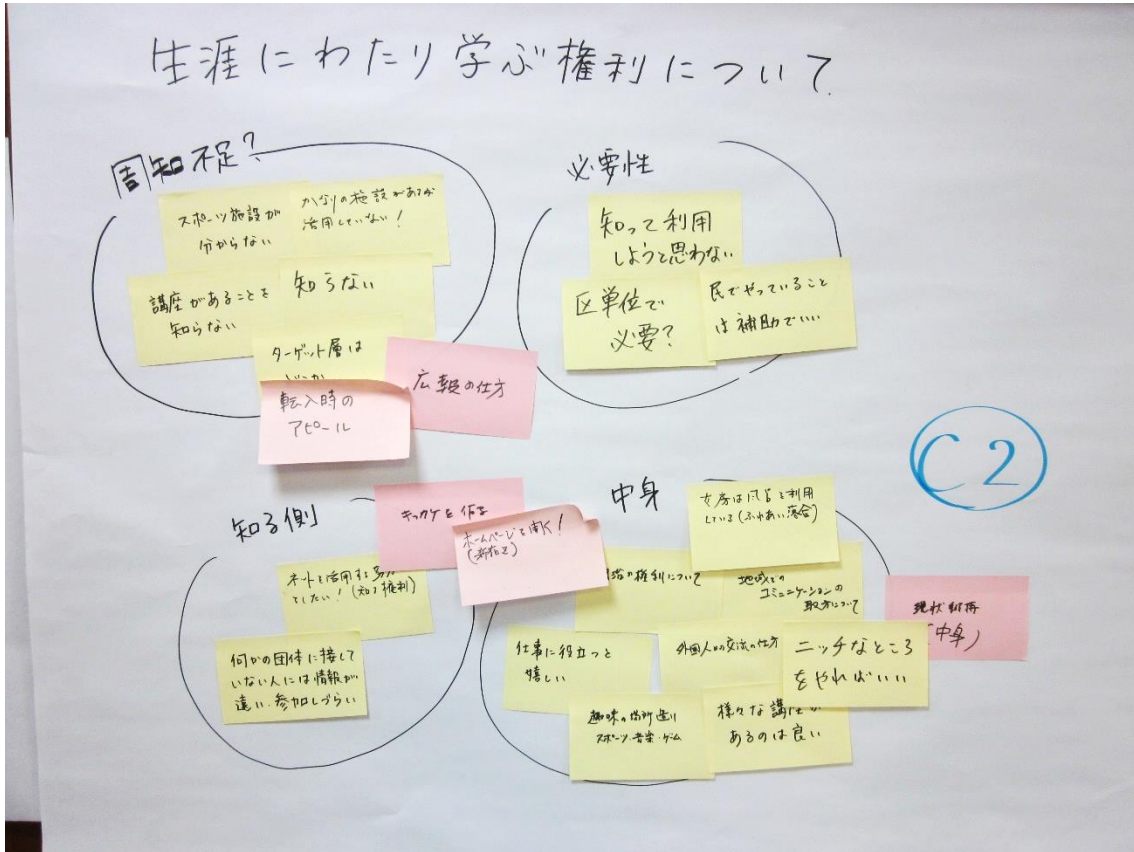 生涯にわたり学ぶ権利について
周知不足?
スポーツ施設が
分からない
かなりの施設があるが
活用していない!
講座があることを
知らない
知らない
ターゲット層は
転入時の
アピール
広報の仕方
必要性
知って利用
しようと思わない
区単位で
必要?
民でやっていること
は補助でいい
C2
知る側
キッカケを作る
ネットを活用する
としたい!(知る権利)
何かの団体に接して
いない人には情報が
遠い、参加しづらい
中身
ホームページを開く!
(新宿区)
女房は風呂を利用
している(ふれあい落合)
の権利について
地域での
コミュニケーションの
取方について
現状維持
(中身)
仕事に役立つと
嬉しい
外国人との交流の仕方
ニッチなところ
をやればいい
趣味の場所造り
スポーツ・音楽・ゲーム
様々な講座が
あるのは良い